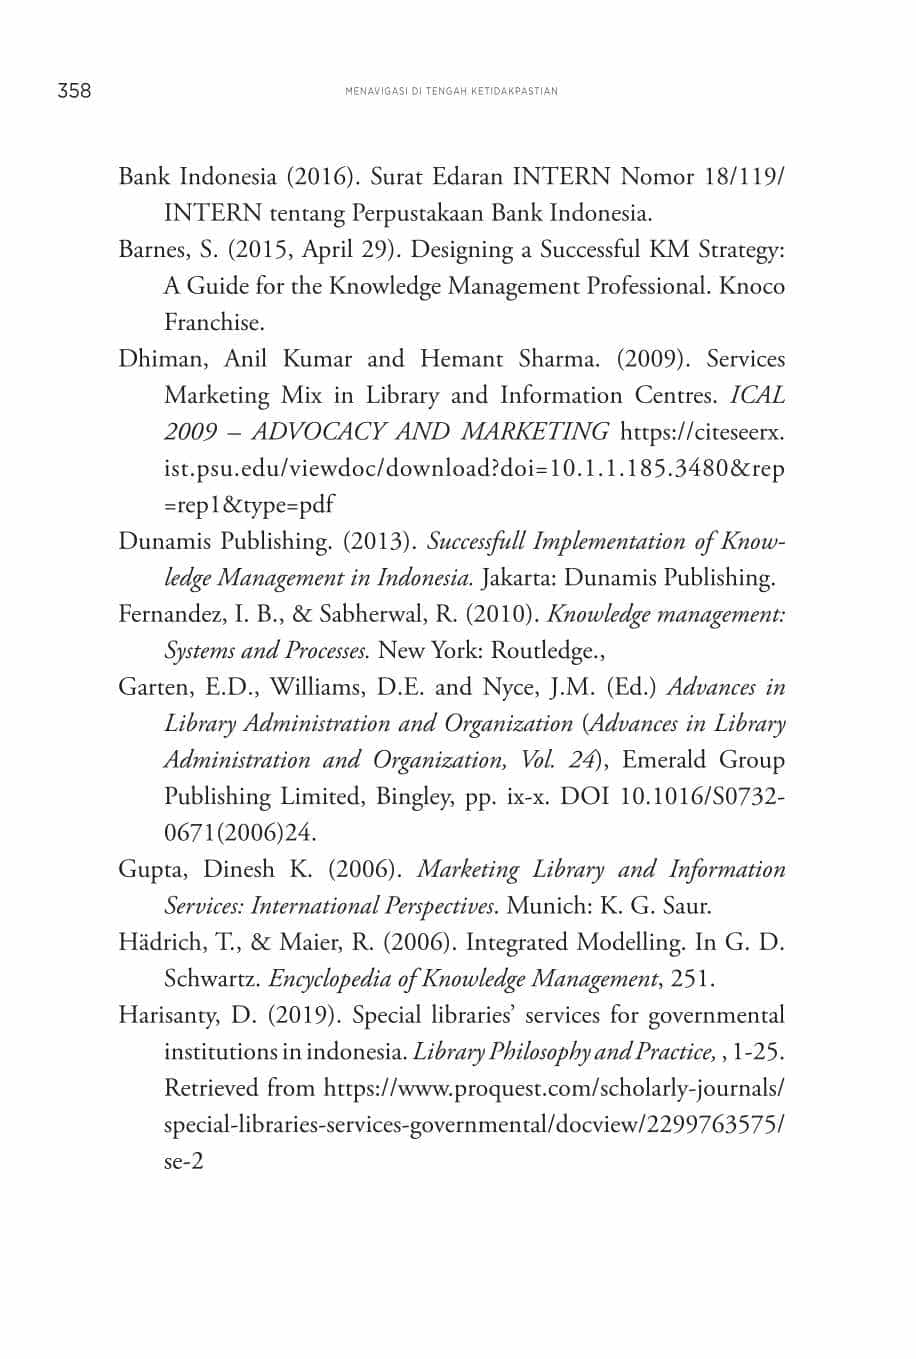 358
MENAVIGASI DI TENGAH KETIDAKPASTIAN
Bank Indonesia (2016). Surat Edaran INTERN Nomor 18/119/
INTERN tentang Perpustakaan Bank Indonesia.
Barnes, S. (2015, April 29). Designing a Successful KM Strategy:
A Guide for the Knowledge Management Professional. Knoco
Franchise.
Dhiman, Anil Kumar and Hemant Sharma. (2009). Services
Marketing Mix in Library and Information Centres. ICAL
2009 – ADVOCACY AND MARKETING https://citeseerx.
ist.psu.edu/viewdoc/download?doi=10.1.1.185.3480&rep
=rep1&type=pdf
Dunamis Publishing. (2013). Successfull Implementation of Know-
ledge Management in Indonesia. Jakarta: Dunamis Publishing.
Fernandez, I. B., & Sabherwal, R. (2010). Knowledge management:
Systems and Processes. New York: Routledge.,
Garten, E.D., Williams, D.E. and Nyce, J.M. (Ed.) Advances in
Library Administration and Organization (Advances in Library
Administration and Organization, Vol. 24), Emerald Group
Publishing Limited, Bingley, pp. ix-x. DOI 10.1016/S0732-
0671(2006)24.
Gupta, Dinesh K. (2006). Marketing Library and Information
Services: International Perspectives. Munich: K. G. Saur.
Hädrich, T., & Maier, R. (2006). Integrated Modelling. In G. D.
Schwartz. Encyclopedia of Knowledge Management, 251.
Harisanty, D. (2019). Special libraries’ services for governmental
institutions in indonesia. Library Philosophy and Practice, , 1-25.
Retrieved from https://www.proquest.com/scholarly-journals/
special-libraries-services-governmental/docview/2299763575/
se-2